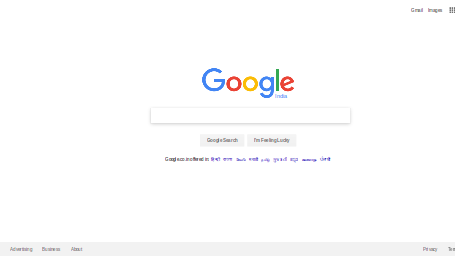 Gmail Images
Google
India
Google Search I'm Feeling Lucky
Google.co.in offered in: हिन्दी বাংলা తెలుగు मराठी தமிழ் ગુજરાતી ಕನ್ನಡ മലയാളം ਪੰਜਾਬੀ
Advertising Business About Privacy